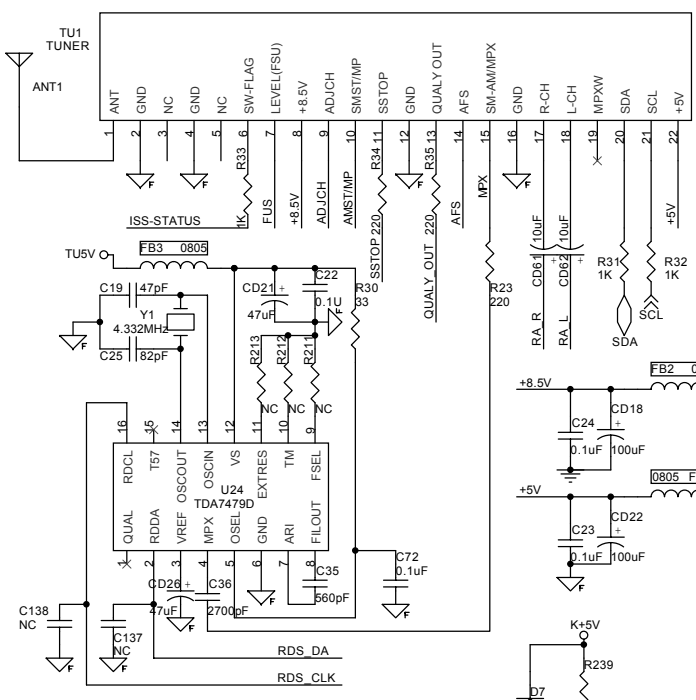 TU1
TUNER
ANT1
ANT
GND
NC
GND
NC
SW-FLAG
LEVEL(FSU)
+8.5V
ADJCH
SMST/MP
SSTOP
GND
QUALY OUT
AFS
SM-AM/MPX
GND
R-CH
L-CH
MPXW
SDA
SCL
+5V
1
2
3
4
5
6
7
8
9
10
11
12
13
14
15
16
17
18
19
20
21
22
R33
1K
ISS-STATUS
FUS
+8.5V
ADJCH
AMST/MP
R34
220
SSTOP
R35
220
QUALY_OUT
AFS
MPX
R23
220
10uF
CD61
RA_R
10uF
CD62
RA_L
R31
1K
SDA
R32
1K
SCL
+5V
F
F
F
F
TU5V
FB3 0805
C19
47pF
Y1
4.332MHz
C25
82pF
F
CD21
+
47uF
C22
0.1U
F
R30
33
R213
NC
R212
NC
R211
NC
16
15
14
13
12
11
10
9
RDCL
T57
OSCOUT
OSCIN
VS
EXTRES
TM
FSEL
U24
TDA7479D
QUAL
RDDA
VREF
MPX
OSEL
GND
ARI
FILOUT
1
2
3
4
5
6
7
8
CD26
+
47uF
F
C36
2700pF
F
C35
560pF
C72
0.1uF
F
C138
NC
F
C137
NC
F
RDS_DA
RDS_CLK
+8.5V
FB2 0
C24
0.1uF
CD18
+
100uF
+5V
0805 F
C23
0.1uF
CD22
+
100uF
F
K+5V
R239
D7